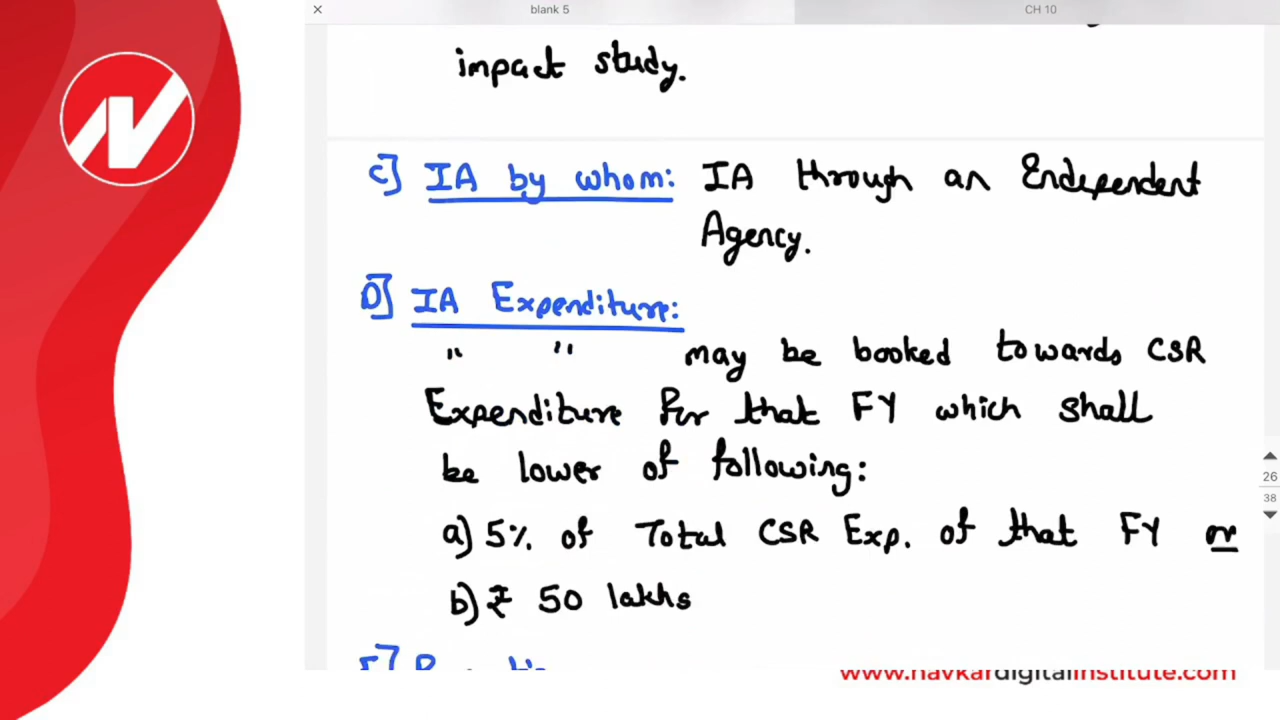 × blank 5 CH 10
impact study.
C] IA by whom: IA through an Independent
Agency.
D] IA Expenditure:
" " may be booked towards CSR
Expenditure for that FY which shall
be lower of following:
a) 5% of Total CSR Exp. of that FY or
b) ₹ 50 lakhs
26
38
www.navkardigitalinstitute.com